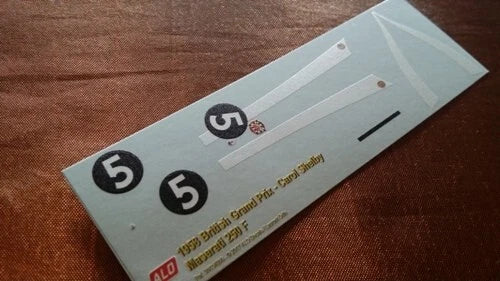 5
5
5
1958 British Grand Prix - Carol Shelby
Maserati 250 F
ALD